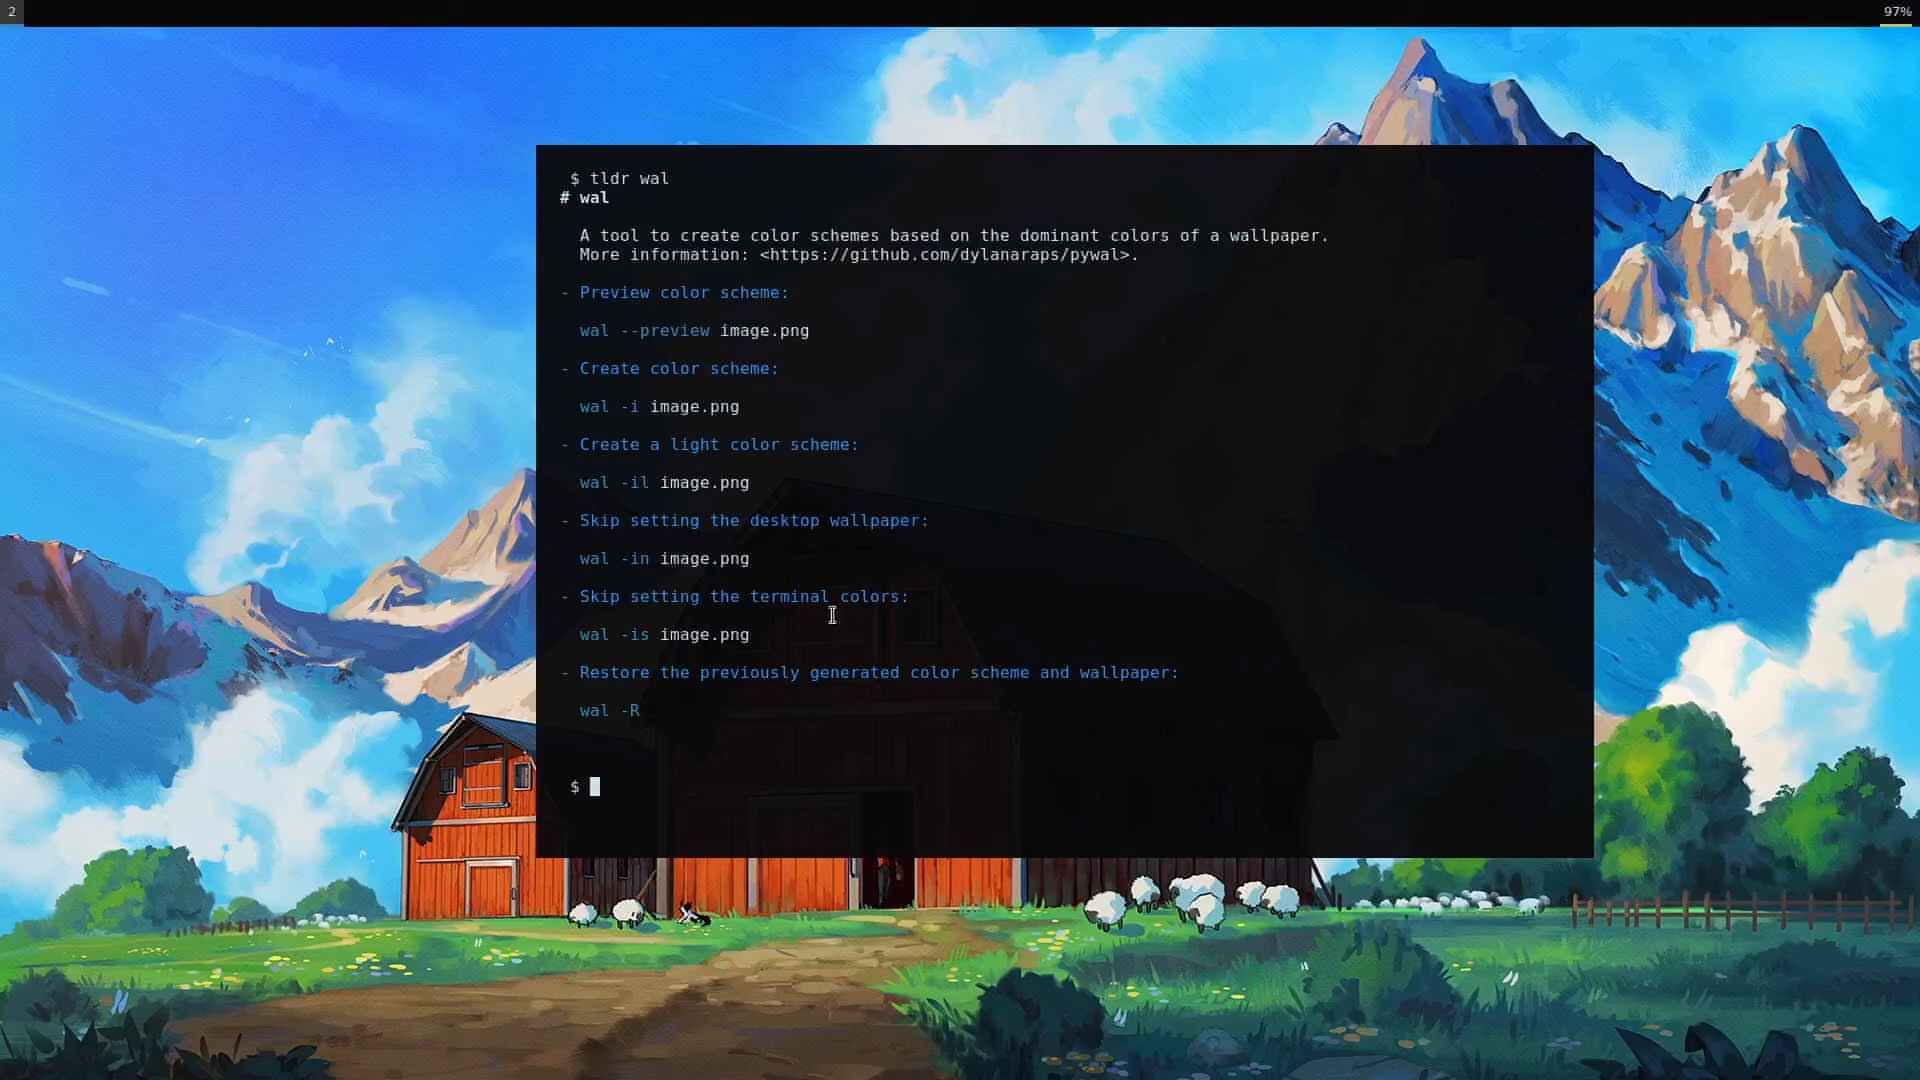 2
97%
$ tldr wal
# wal
A tool to create color schemes based on the dominant colors of a wallpaper.
More information: <https://github.com/dylanaraps/pywal>.
- Preview color scheme:
wal --preview image.png
- Create color scheme:
wal -i image.png
- Create a light color scheme:
wal -il image.png
- Skip setting the desktop wallpaper:
wal -in image.png
- Skip setting the terminal colors:
wal -is image.png
- Restore the previously generated color scheme and wallpaper:
wal -R
$